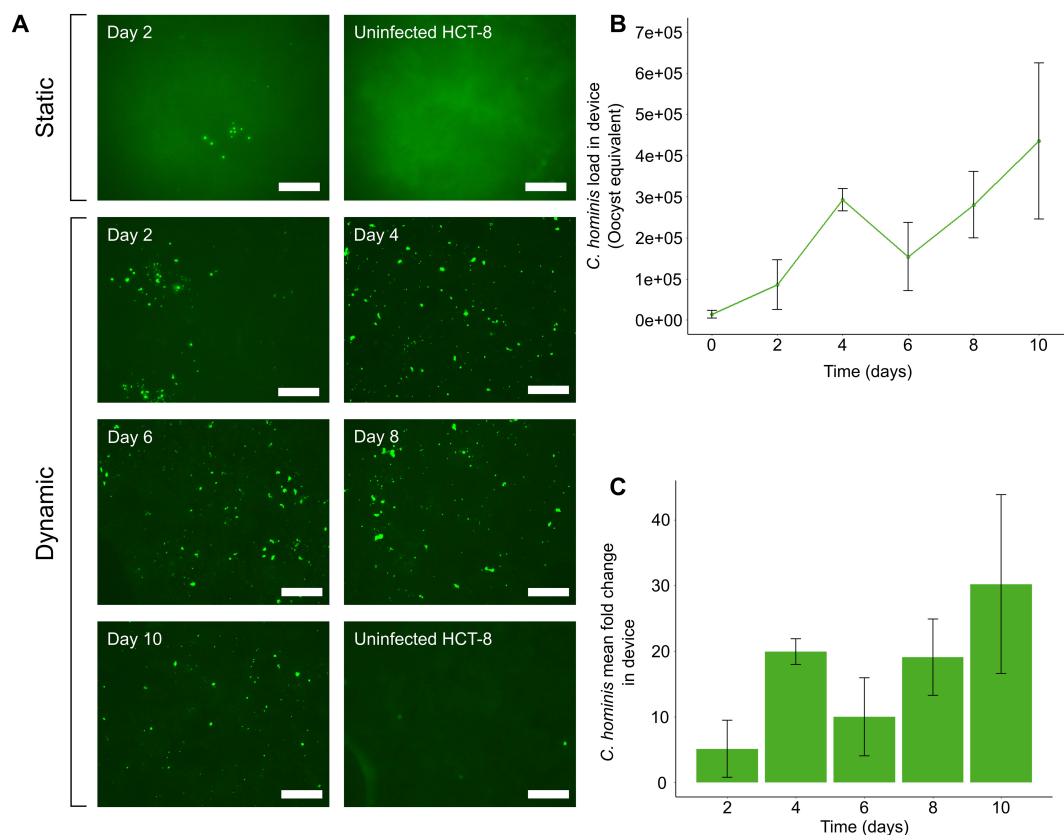 A
Static
Day 2
Uninfected HCT-8
Dynamic
Day 2
Day 4
Day 6
Day 8
Day 10
Uninfected HCT-8
B
C. hominis load in device
(Oocyst equivalent)
7e+05
6e+05
5e+05
4e+05
3e+05
2e+05
1e+05
0e+00
0 2 4 6 8 10
Time (days)
C
C. hominis mean fold change
in device
40
30
20
10
0
2 4 6 8 10
Time (days)